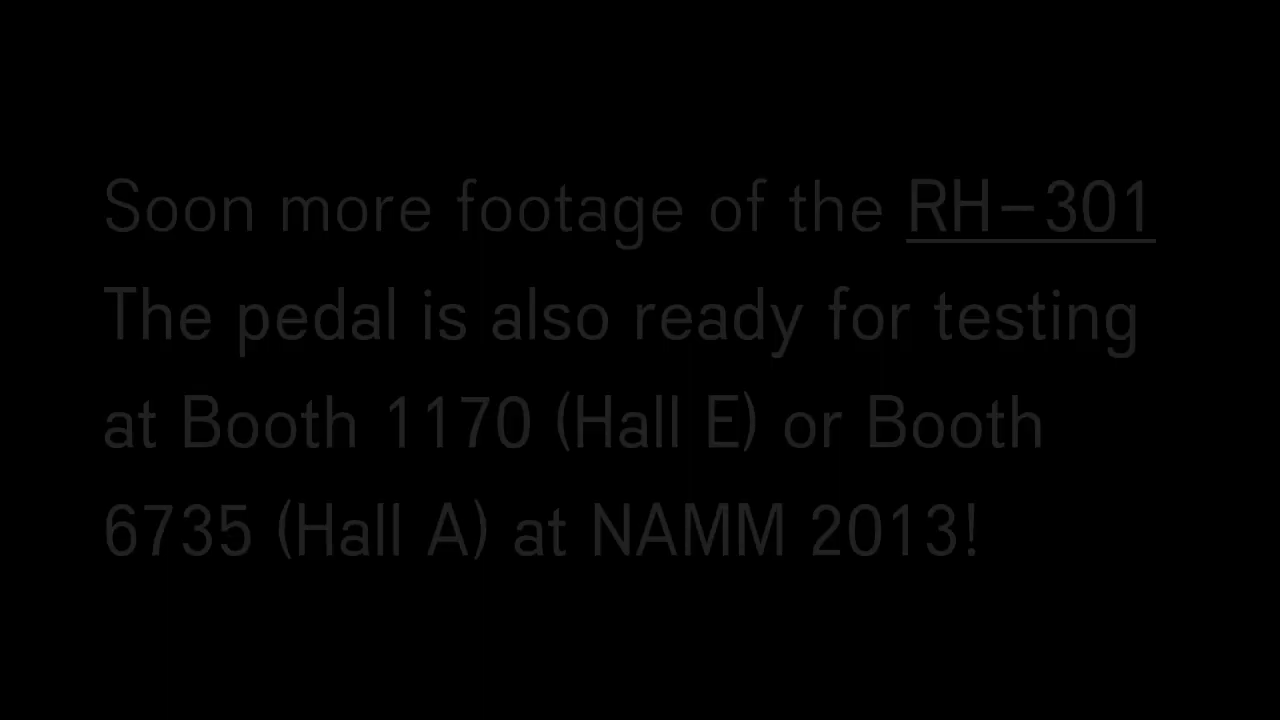 Soon more footage of the RH-301
The pedal is also ready for testing
at Booth 1170 (Hall E) or Booth
6735 (Hall A) at NAMM 2013!